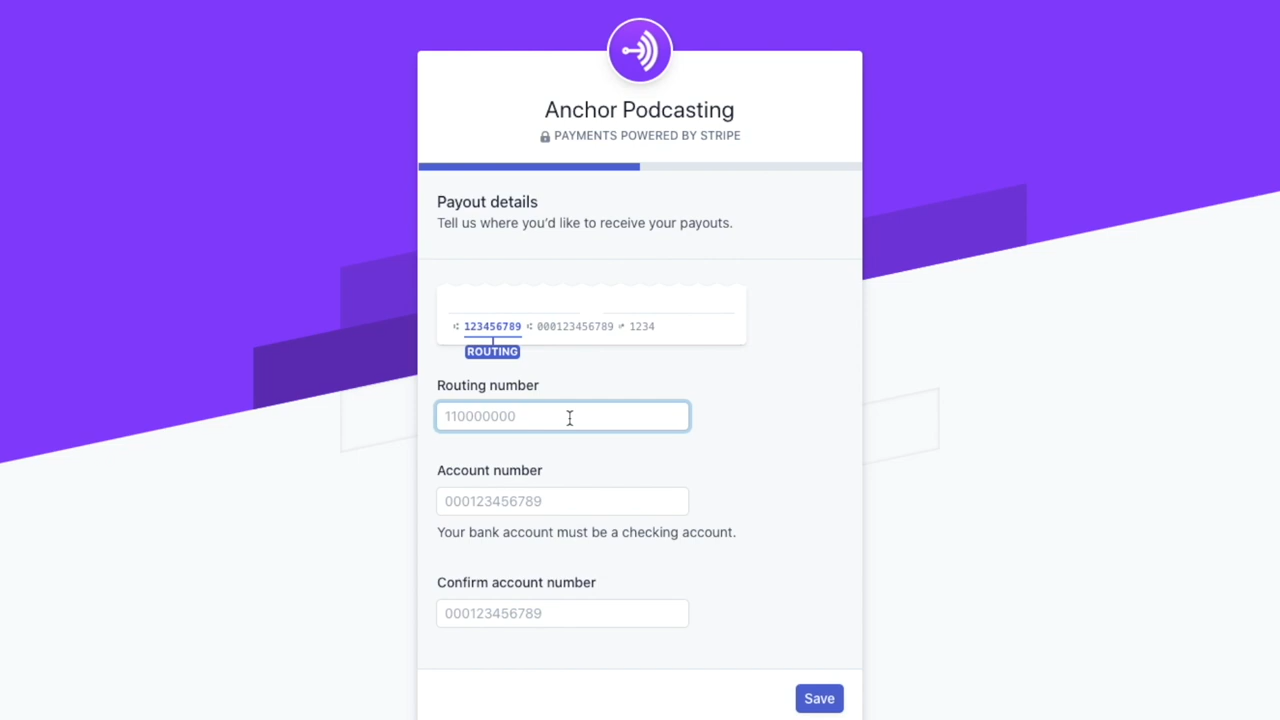 Anchor Podcasting
PAYMENTS POWERED BY STRIPE
Payout details
Tell us where you'd like to receive your payouts.
⑆ 123456789 ⑆ 000123456789 ⑈ 1234
ROUTING
Routing number
110000000
Account number
000123456789
Your bank account must be a checking account.
Confirm account number
000123456789
Save